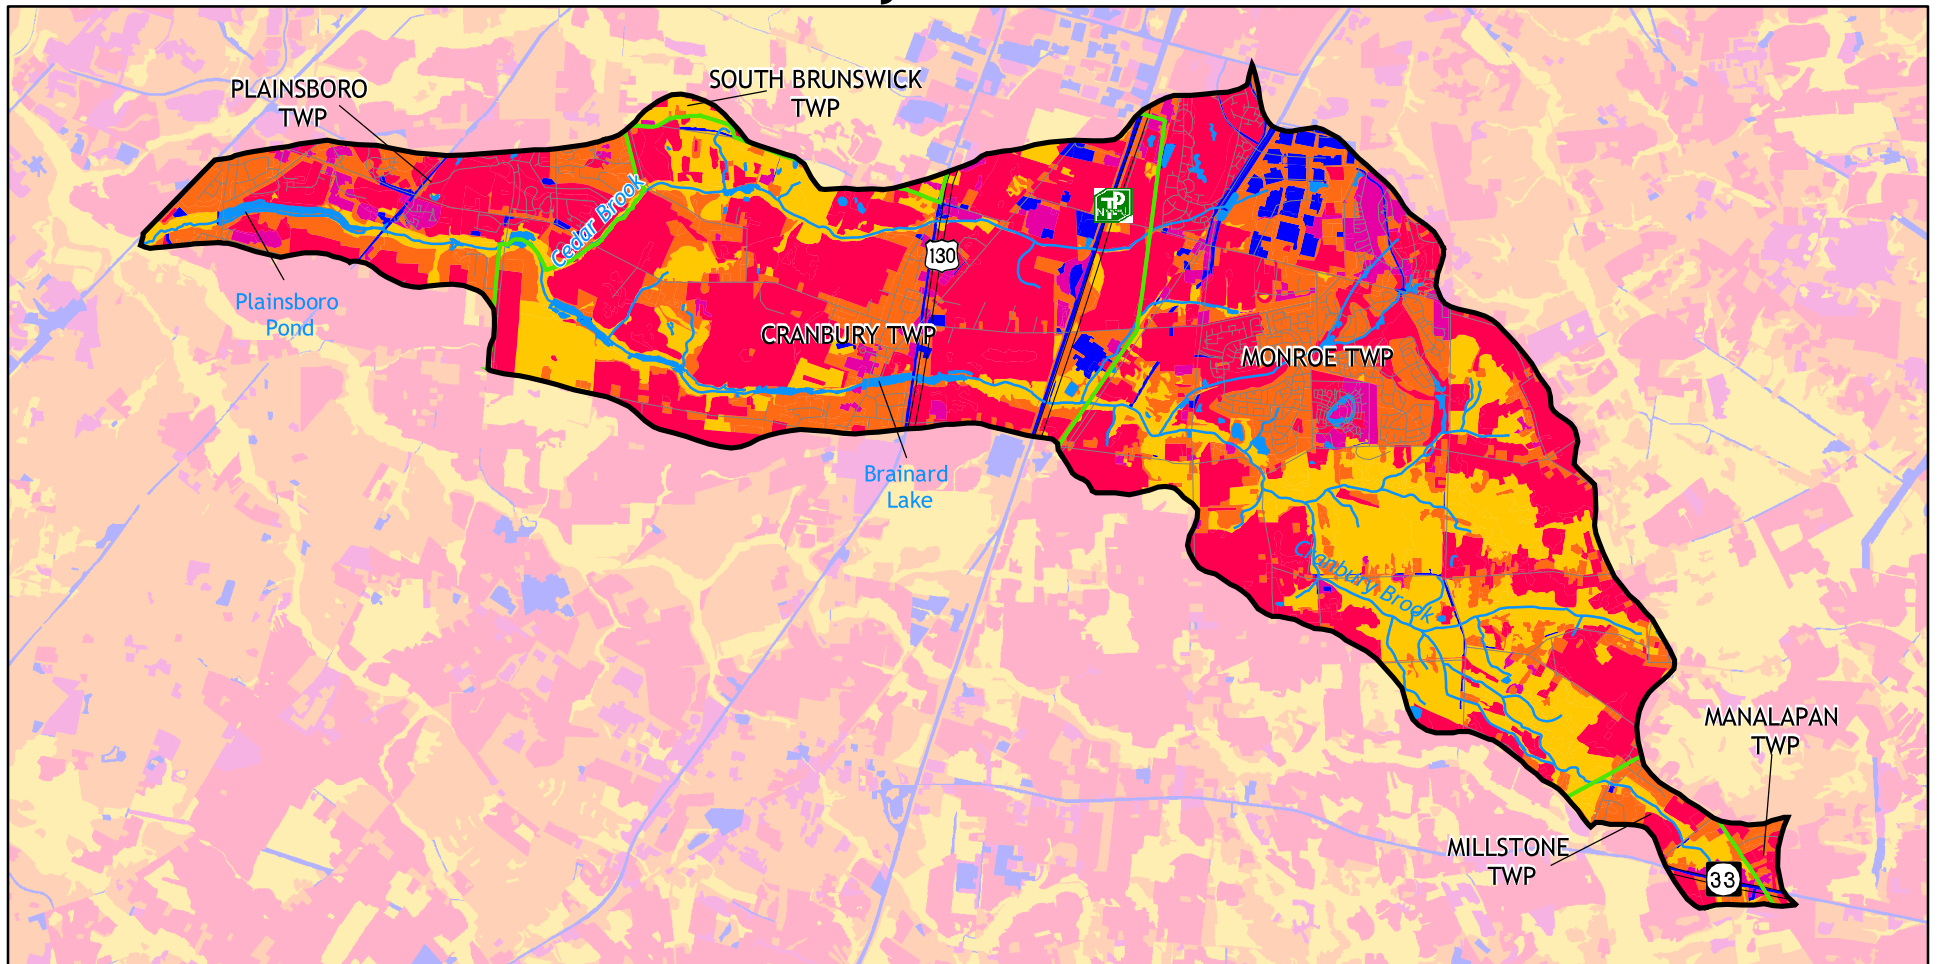 PLAINSBORO
TWP
SOUTH BRUNSWICK
TWP
Cedar Brook
130
Plainsboro
Pond
CRANBURY TWP
MONROE TWP
Brainard
Lake
Cranbury Brook
MANALAPAN
TWP
MILLSTONE
TWP
33